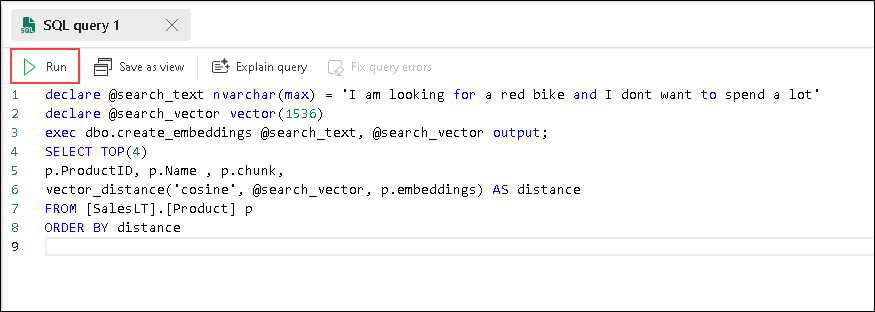 SQL SQL query 1
Run Save as view Explain query Fix query errors
1 declare @search_text nvarchar(max) = 'I am looking for a red bike and I dont want to spend a lot'
2 declare @search_vector vector(1536)
3 exec dbo.create_embeddings @search_text, @search_vector output;
4 SELECT TOP(4)
5 p.ProductID, p.Name , p.chunk,
6 vector_distance('cosine', @search_vector, p.embeddings) AS distance
7 FROM [SalesLT].[Product] p
8 ORDER BY distance
9